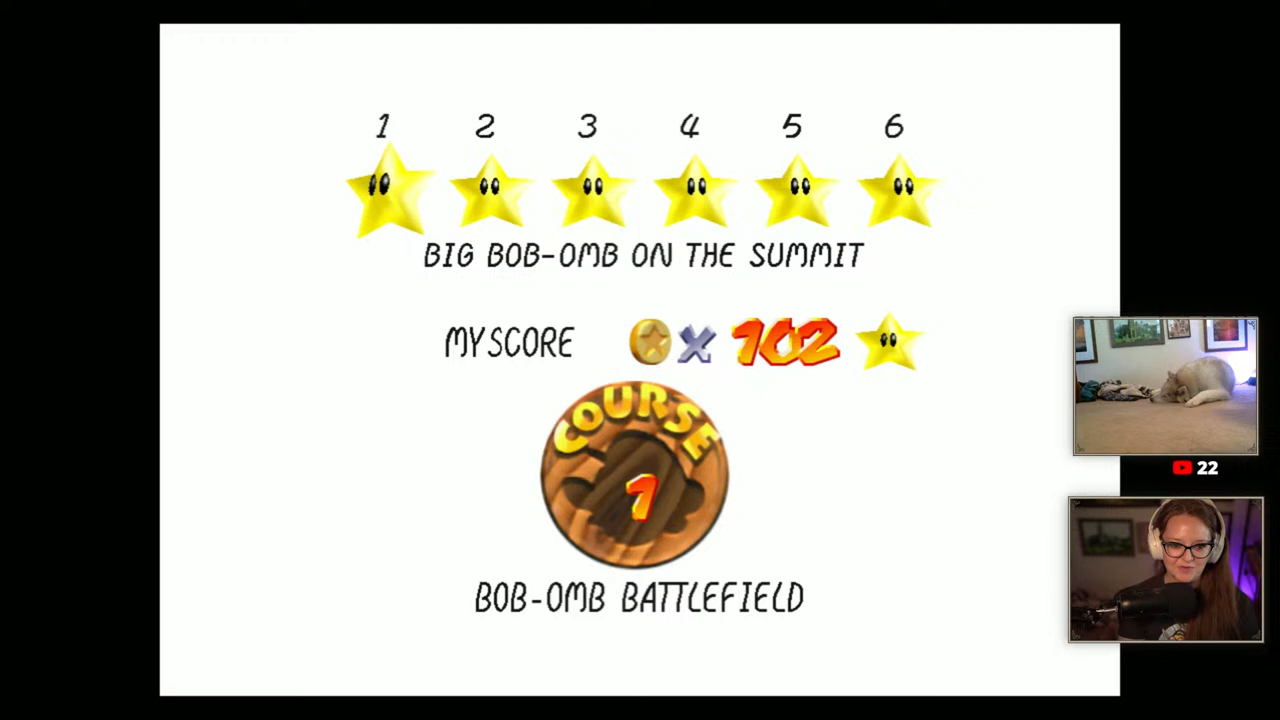 1 2 3 4 5 6
BIG BOB-OMB ON THE SUMMIT
MY SCORE x 102
COURSE
1
BOB-OMB BATTLEFIELD
22